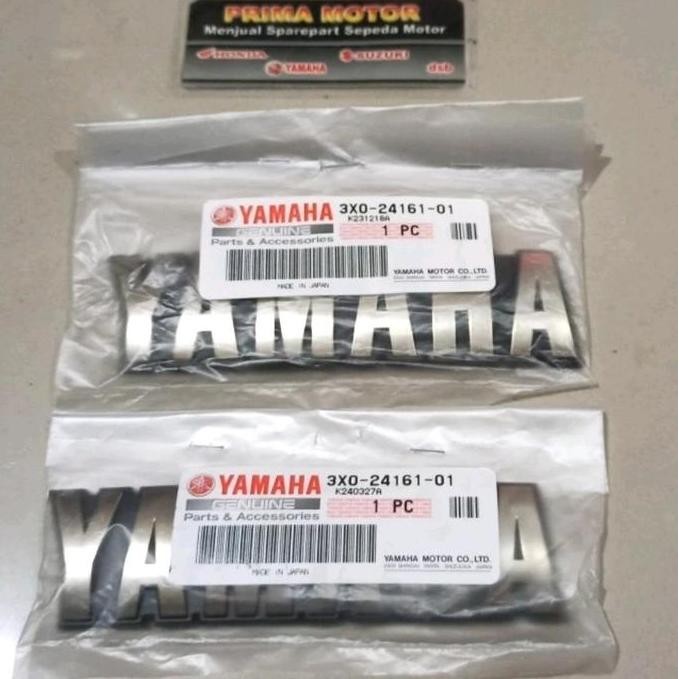 PRIMA MOTOR
Menjual Sparepart Sepeda Motor
HONDA
SUZUKI
YAMAHA
dsb
YAMAHA
3X0-24161-01
K231218A
GENUINE
1 PC
Parts & Accessories
YAMAHA MOTOR CO.,LTD.
MADE IN JAPAN
YAMAHA
YAMAHA
3X0-24161-01
K240327A
GENUINE
1 PC
Parts & Accessories
YAMAHA MOTOR CO.,LTD.
MADE IN JAPAN
YAMAHA